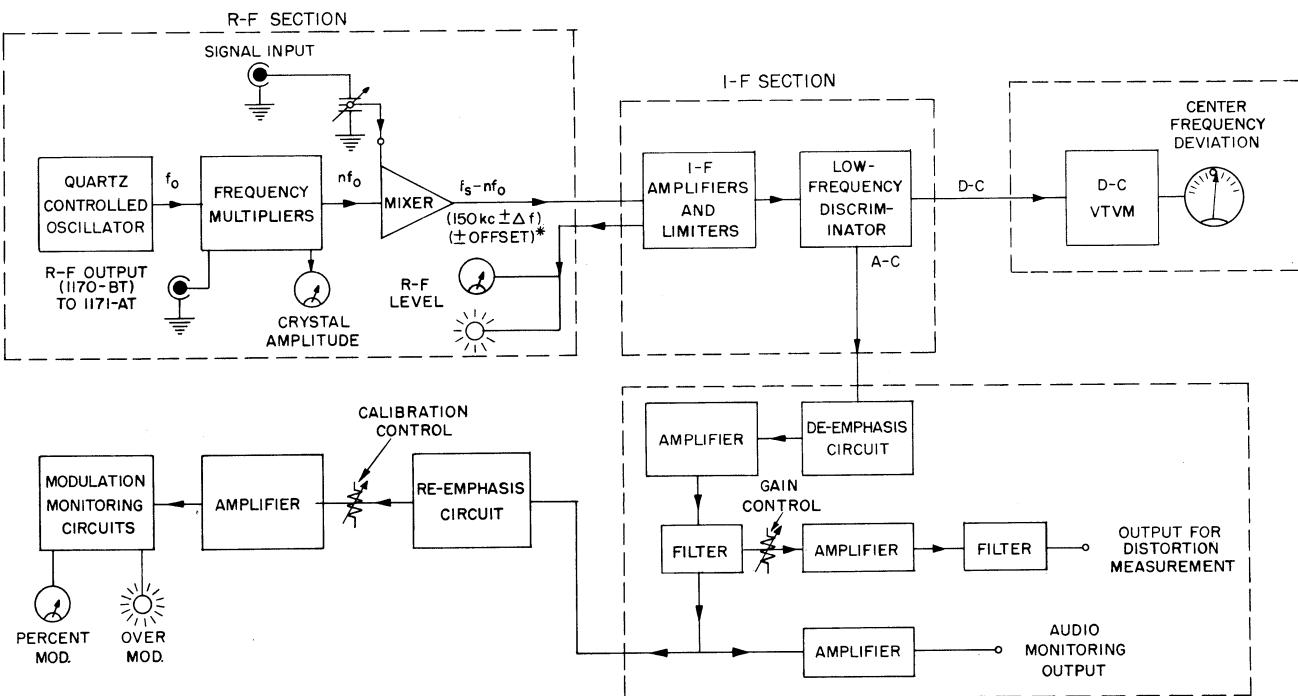 R-F SECTION
SIGNAL INPUT
QUARTZ
CONTROLLED
OSCILLATOR
fo
FREQUENCY
MULTIPLIERS
nfo
MIXER
fs-nfo
(150kc ± Δf)
(± OFFSET)*
R-F OUTPUT
(1170-BT)
TO 1171-AT
CRYSTAL
AMPLITUDE
R-F
LEVEL
I-F SECTION
I-F
AMPLIFIERS
AND
LIMITERS
LOW-
FREQUENCY
DISCRIM-
INATOR
D-C
A-C
D-C
VTVM
CENTER
FREQUENCY
DEVIATION
AMPLIFIER
DE-EMPHASIS
CIRCUIT
GAIN
CONTROL
FILTER
AMPLIFIER
FILTER
OUTPUT FOR
DISTORTION
MEASUREMENT
AMPLIFIER
AUDIO
MONITORING
OUTPUT
CALIBRATION
CONTROL
MODULATION
MONITORING
CIRCUITS
AMPLIFIER
RE-EMPHASIS
CIRCUIT
PERCENT
MOD.
OVER
MOD.